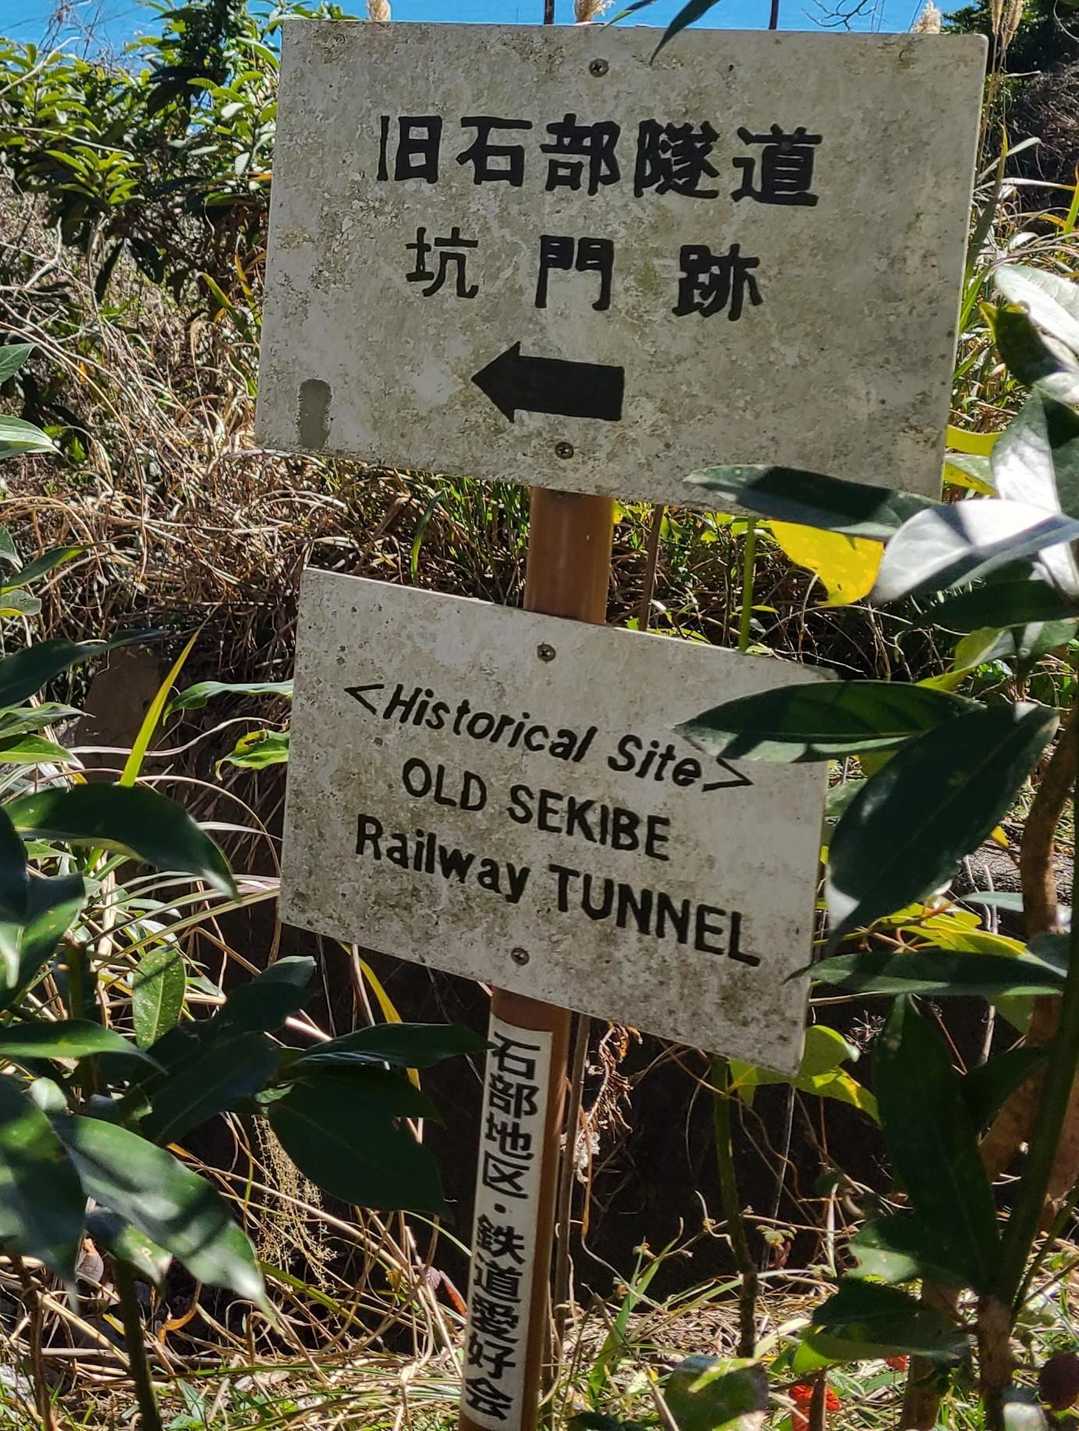 旧石部隧道
坑門跡
<Historical Site>
OLD SEKIBE
Railway TUNNEL
石部地区・鉄道愛好会